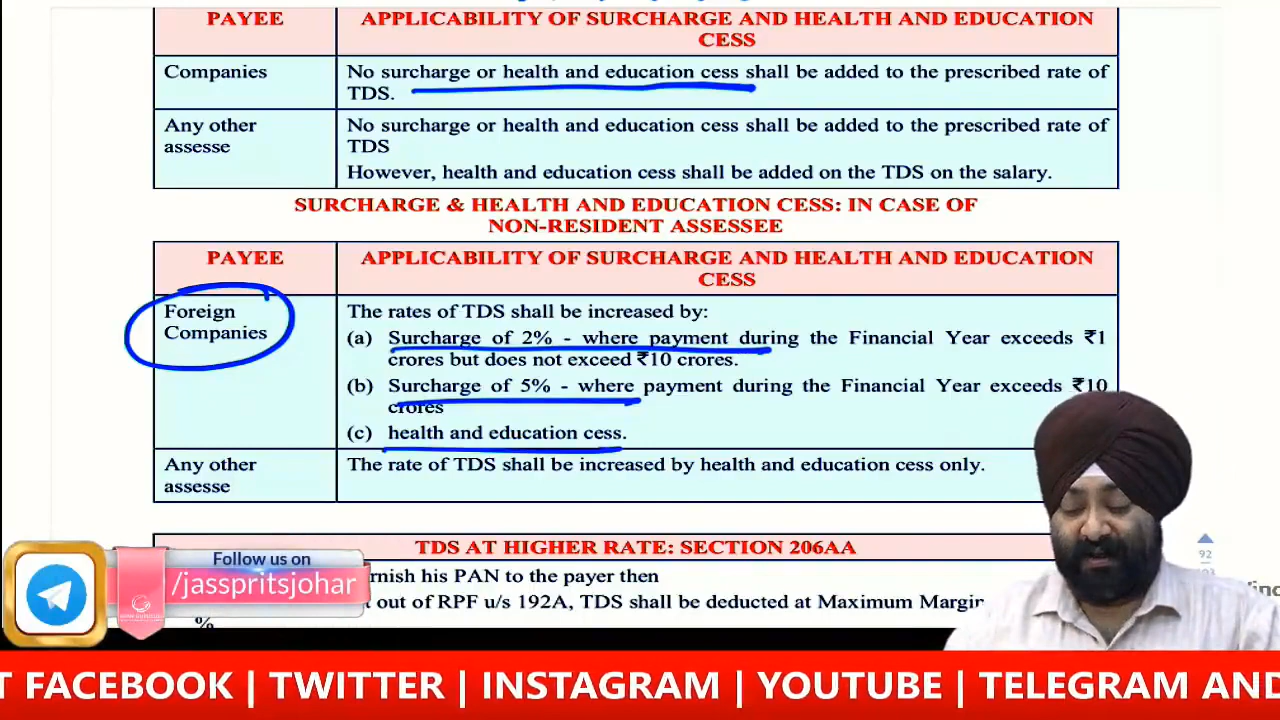 PAYEE
APPLICABILITY OF SURCHARGE AND HEALTH AND EDUCATION
CESS
Companies
No surcharge or health and education cess shall be added to the prescribed rate of
TDS.
Any other
assesse
No surcharge or health and education cess shall be added to the prescribed rate of
TDS
However, health and education cess shall be added on the TDS on the salary.
SURCHARGE & HEALTH AND EDUCATION CESS: IN CASE OF
NON-RESIDENT ASSESSEE
PAYEE
APPLICABILITY OF SURCHARGE AND HEALTH AND EDUCATION
CESS
Foreign
Companies
The rates of TDS shall be increased by:
(a) Surcharge of 2% - where payment during the Financial Year exceeds ₹1
crores but does not exceed ₹10 crores.
(b) Surcharge of 5% - where payment during the Financial Year exceeds ₹10
crores
(c) health and education cess.
Any other
assesse
The rate of TDS shall be increased by health and education cess only.
TDS AT HIGHER RATE: SECTION 206AA
rnish his PAN to the payer then
t out of RPF u/s 192A, TDS shall be deducted at Maximum Margin
%
Follow us on
/jasspritsjohar
92
T FACEBOOK | TWITTER | INSTAGRAM | YOUTUBE | TELEGRAM AND